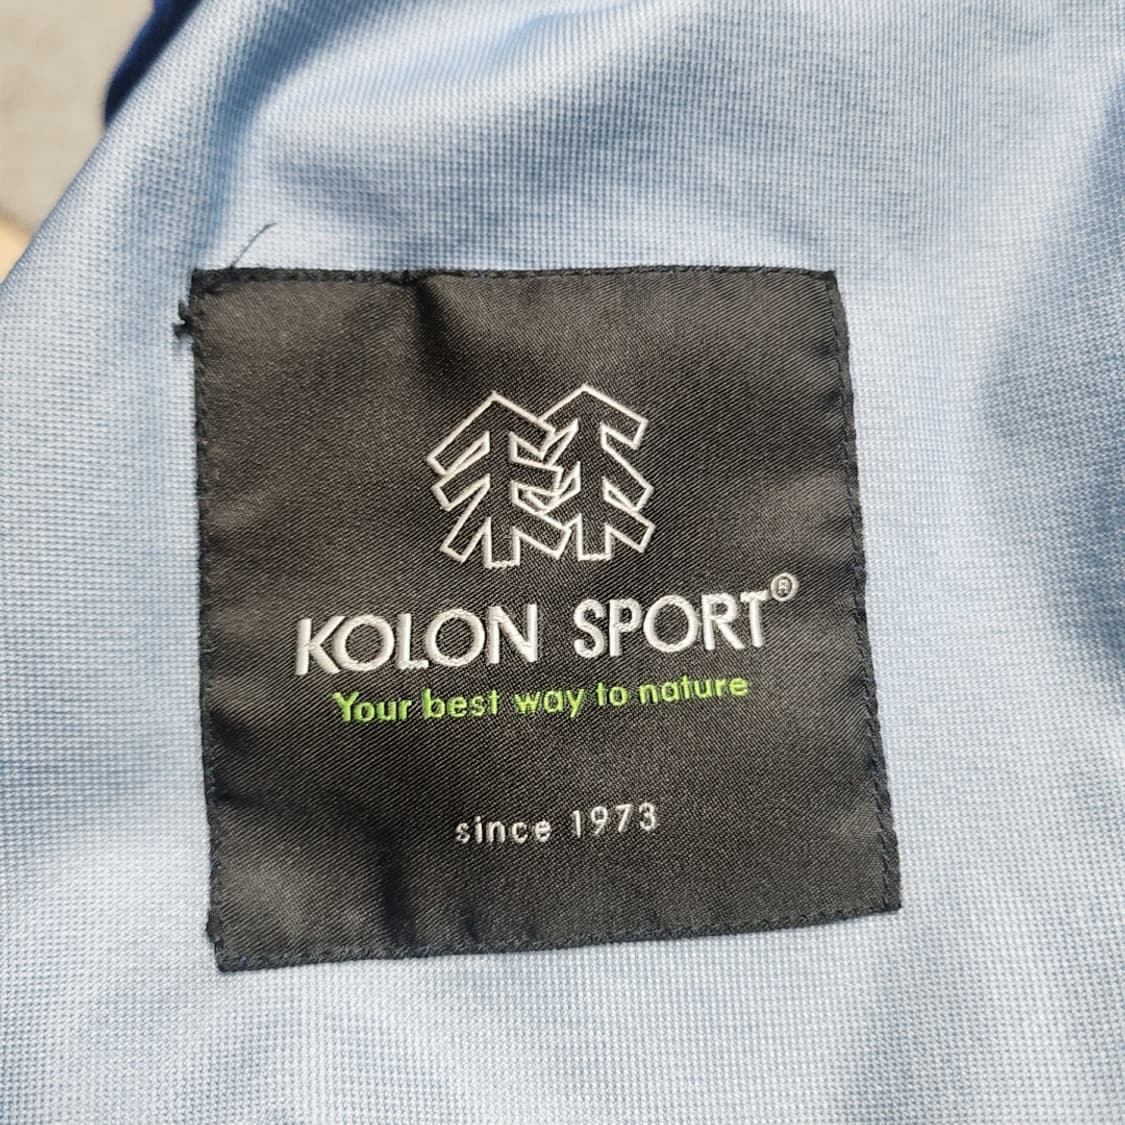 KOLON SPORT®
Your best way to nature
since 1973